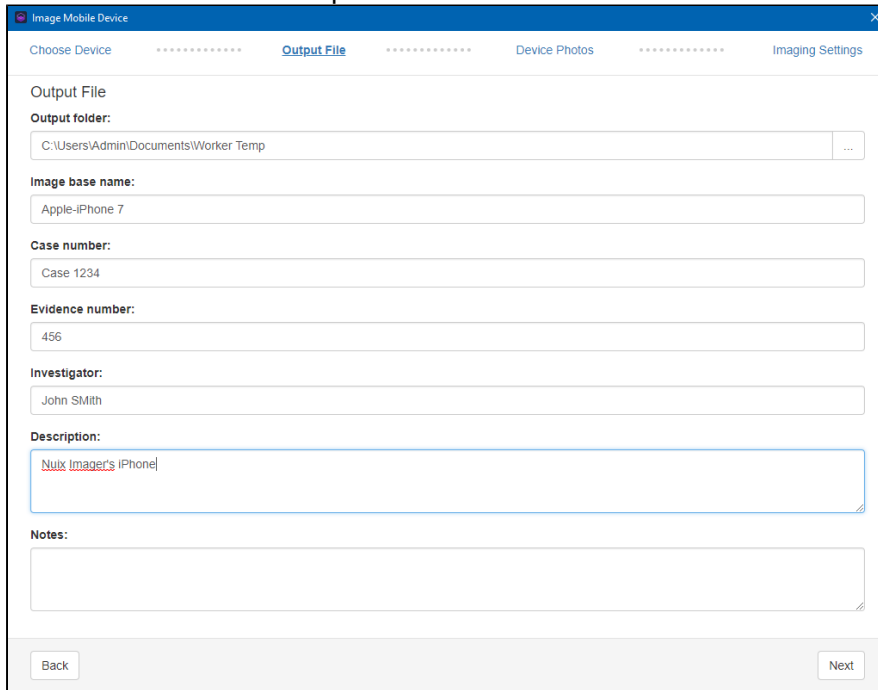 Image Mobile Device
Choose Device Output File Device Photos Imaging Settings
Output File
Output folder:
C:\Users\Admin\Documents\Worker Temp ...
Image base name:
Apple-iPhone 7
Case number:
Case 1234
Evidence number:
456
Investigator:
John SMith
Description:
Nuix Imager's iPhone
Notes:
Back Next